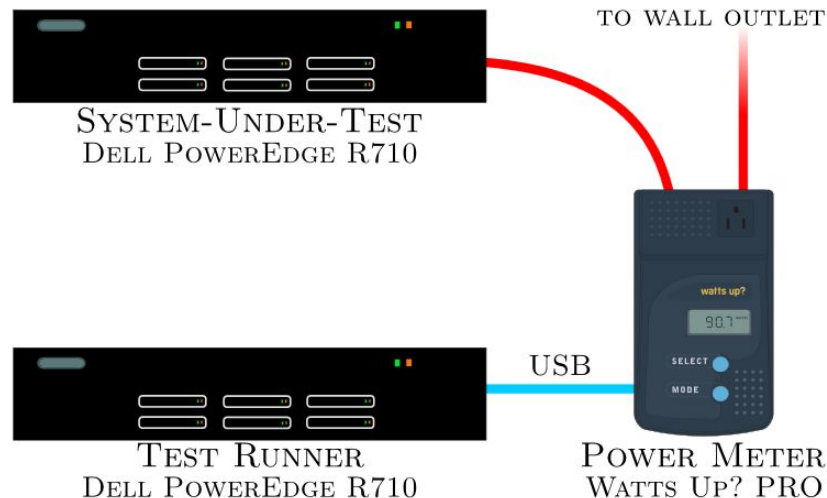 TO WALL OUTLET
SYSTEM-UNDER-TEST
DELL POWEREDGE R710
watts up?
90.7
SELECT
USB
MODE
TEST RUNNER
DELL POWEREDGE R710
POWER METER
WATTS UP? PRO